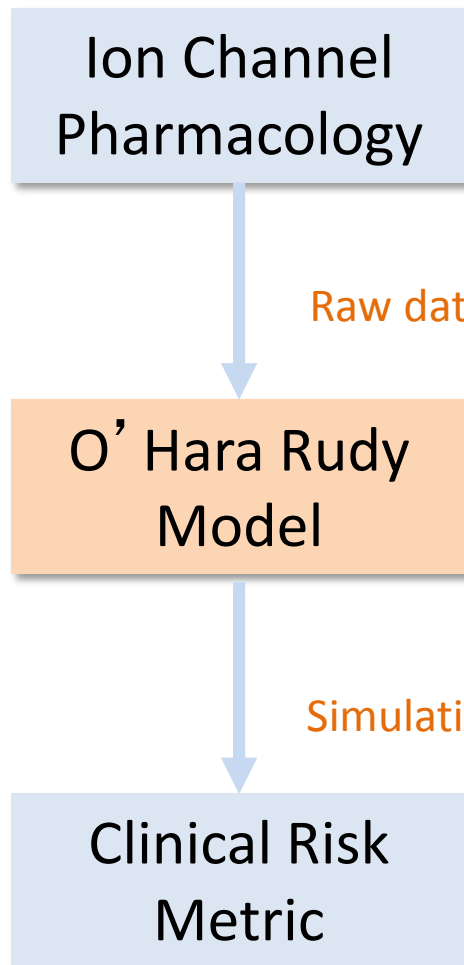 Ion Channel
Pharmacology
Raw dat
O’ Hara Rudy
Model
Simulati
Clinical Risk
Metric